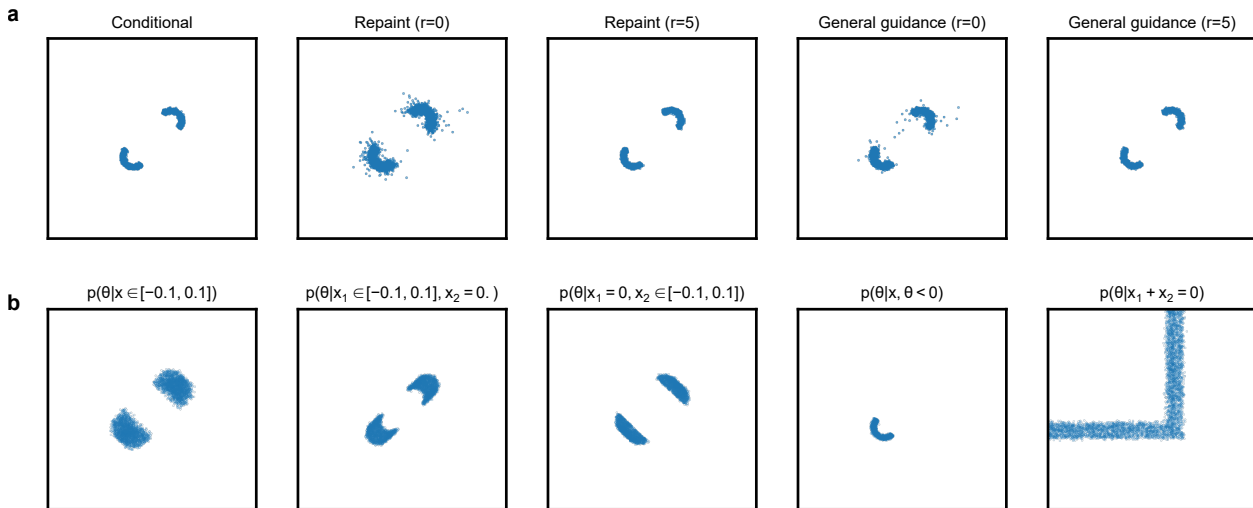 a
Conditional
Repaint (r=0)
Repaint (r=5)
General guidance (r=0)
General guidance (r=5)
b
p(θ|x ∈[−0.1, 0.1])
p(θ|x₁ ∈[−0.1, 0.1], x₂ = 0. )
p(θ|x₁ = 0, x₂ ∈[−0.1, 0.1])
p(θ|x, θ < 0)
p(θ|x₁ + x₂ = 0)